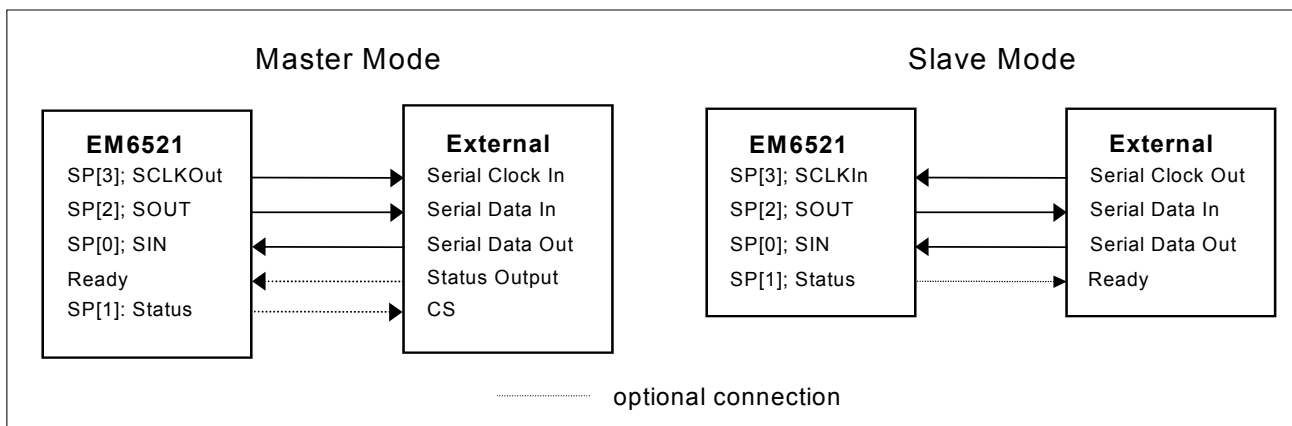 Master Mode
EM6521
SP[3]; SCLKOut
SP[2]; SOUT
SP[0]; SIN
Ready
SP[1]: Status
External
Serial Clock In
Serial Data In
Serial Data Out
Status Output
CS
Slave Mode
EM6521
SP[3]; SCLKIn
SP[2]; SOUT
SP[0]; SIN
SP[1]; Status
External
Serial Clock Out
Serial Data In
Serial Data Out
Ready
optional connection